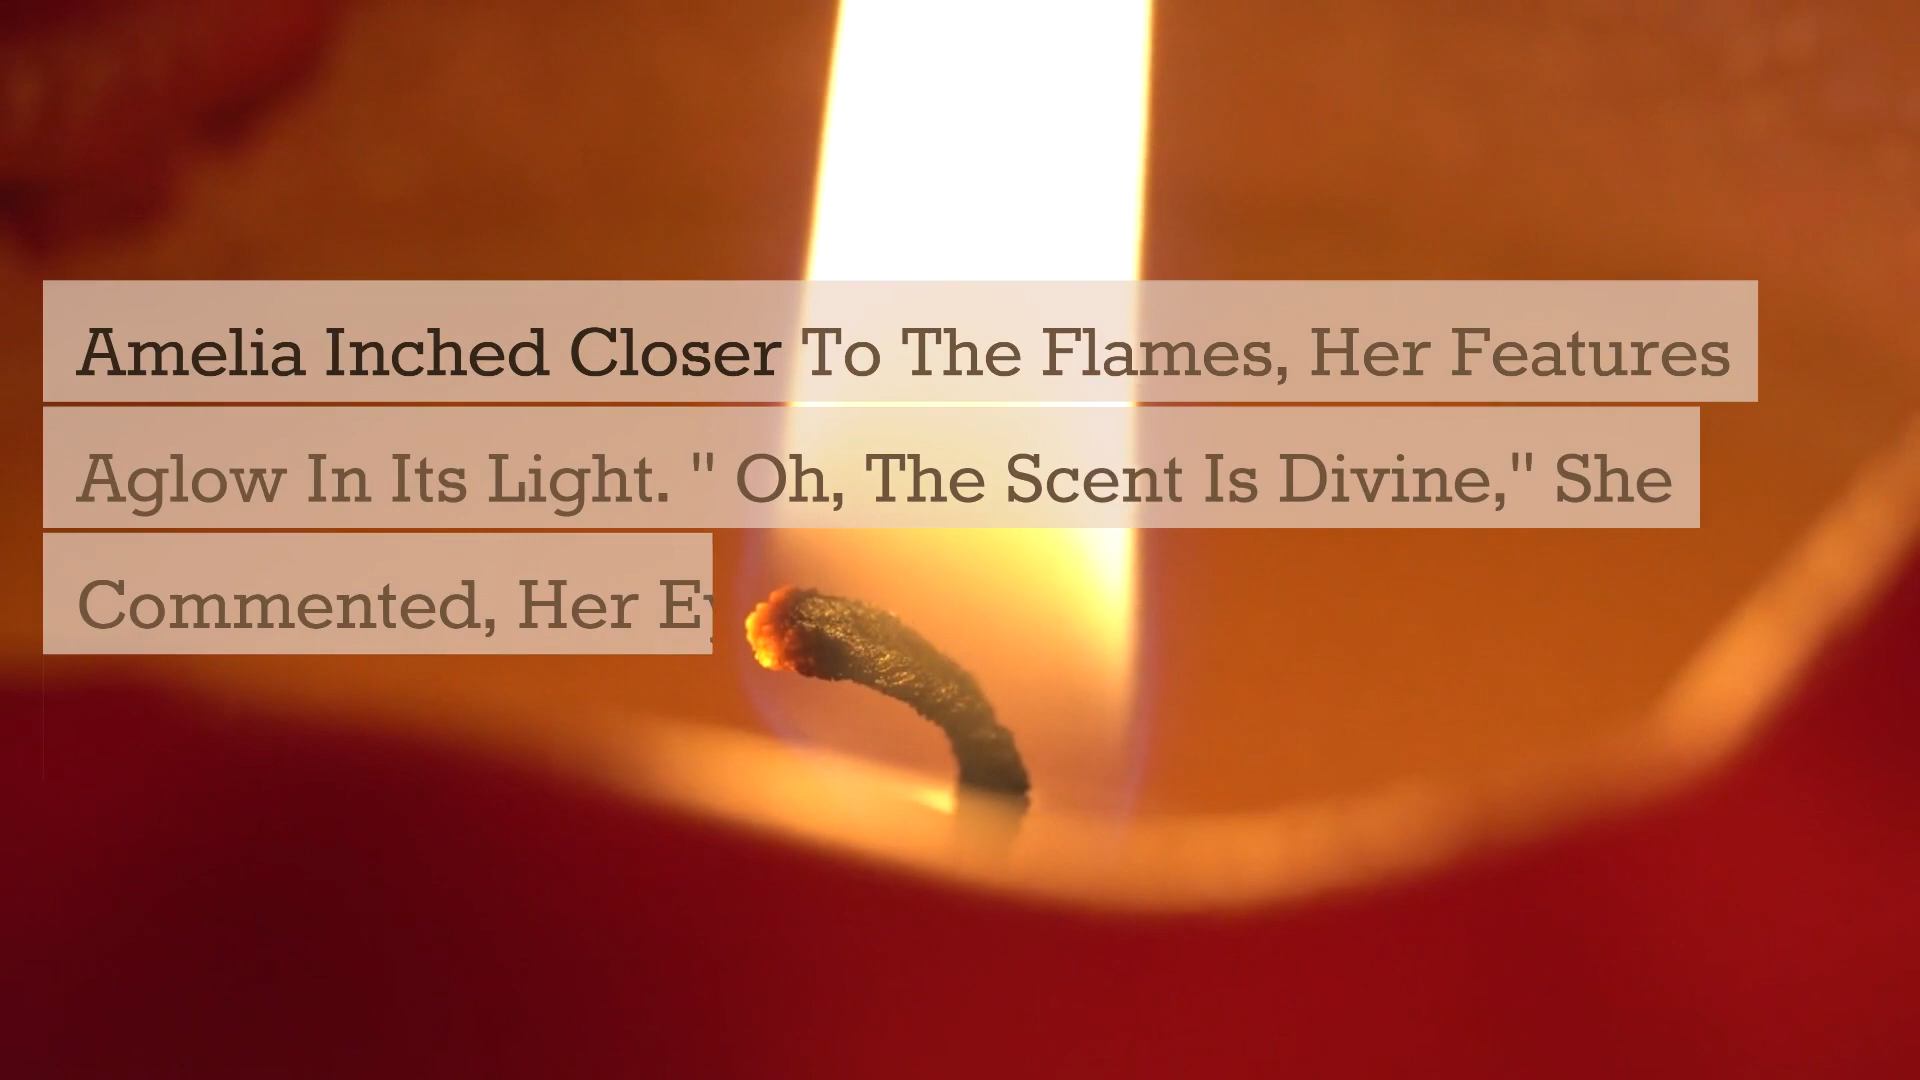 Amelia Inched Closer To The Flames, Her Features
Aglow In Its Light. " Oh, The Scent Is Divine," She
Commented, Her